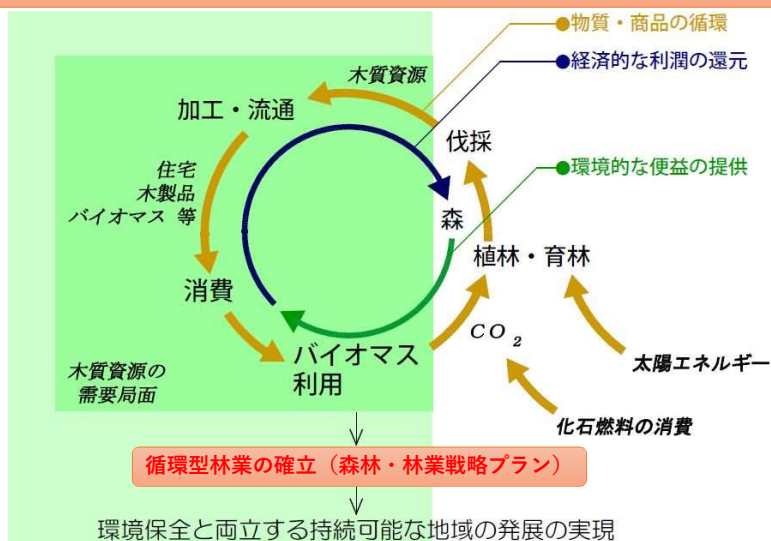 ●物質・商品の循環
●経済的な利潤の還元
木質資源
加工・流通
伐採
住宅
木製品
バイオマス 等
●環境的な便益の提供
森
植林・育林
消費
CO₂
バイオマス
利用
木質資源の
需要局面
太陽エネルギー
化石燃料の消費
循環型林業の確立（森林・林業戦略プラン）
環境保全と両立する持続可能な地域の発展の実現